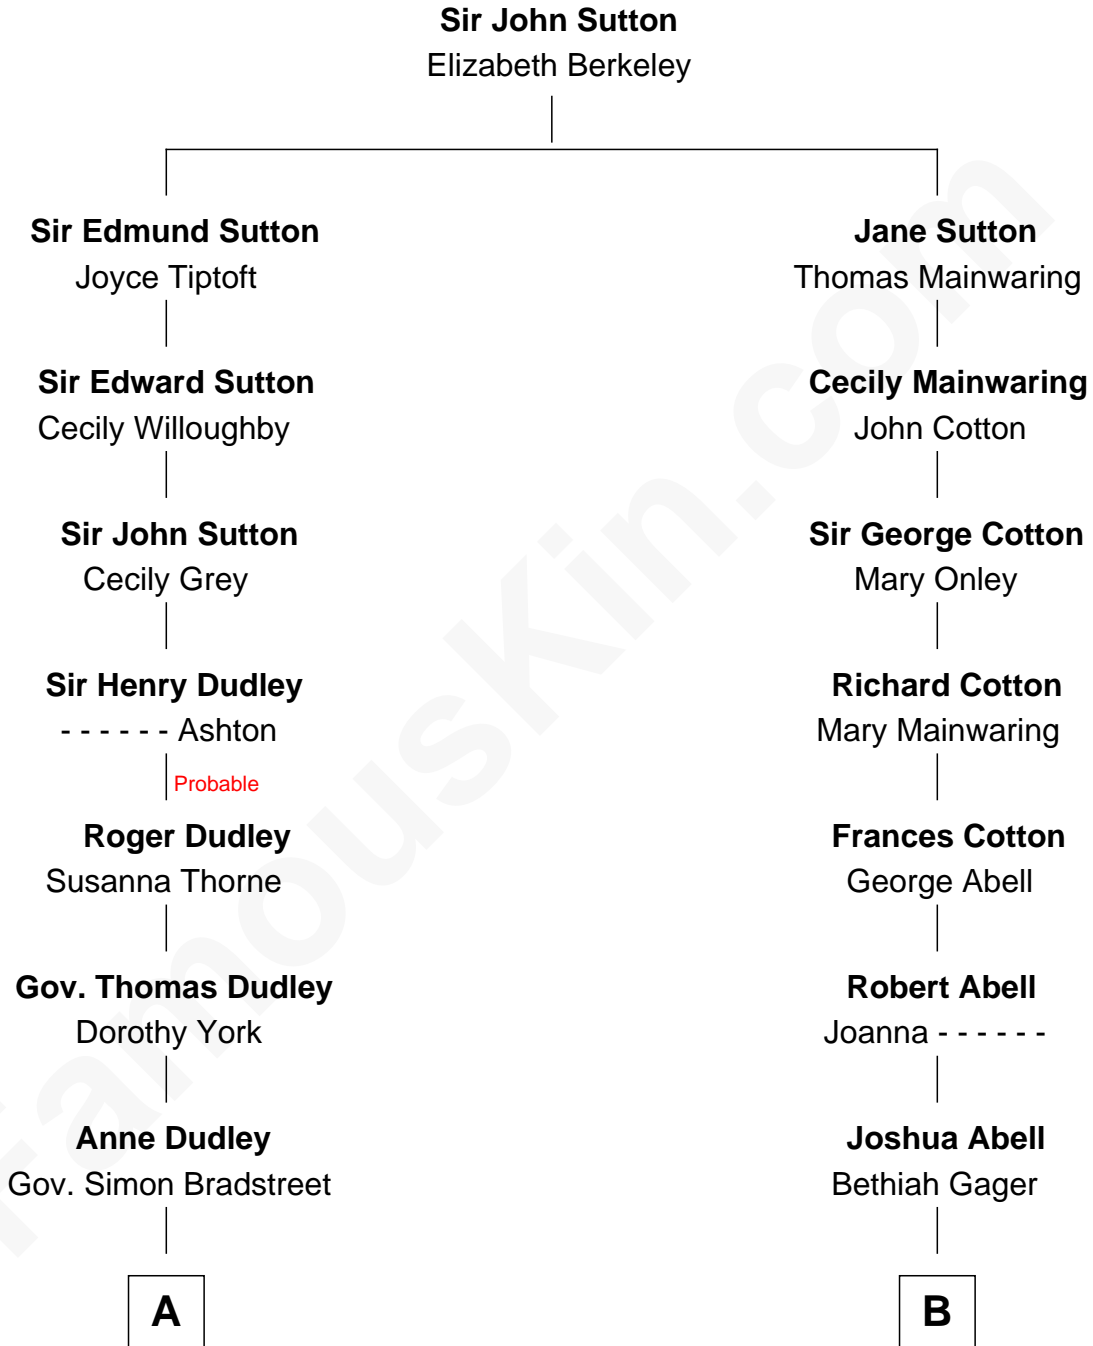 Sir John Sutton
Elizabeth Berkeley
Sir Edmund Sutton
Joyce Tiptoft
Jane Sutton
Thomas Mainwaring
Sir Edward Sutton
Cecily Willoughby
Cecily Mainwaring
John Cotton
Sir John Sutton
Cecily Grey
Sir George Cotton
Mary Onley
Sir Henry Dudley
- - - - - - Ashton
Richard Cotton
Mary Mainwaring
Probable
Roger Dudley
Susanna Thorne
Frances Cotton
George Abell
Gov. Thomas Dudley
Dorothy York
Robert Abell
Joanna - - - - - -
Anne Dudley
Gov. Simon Bradstreet
Joshua Abell
Bethiah Gager
A
B
FamousKin.com